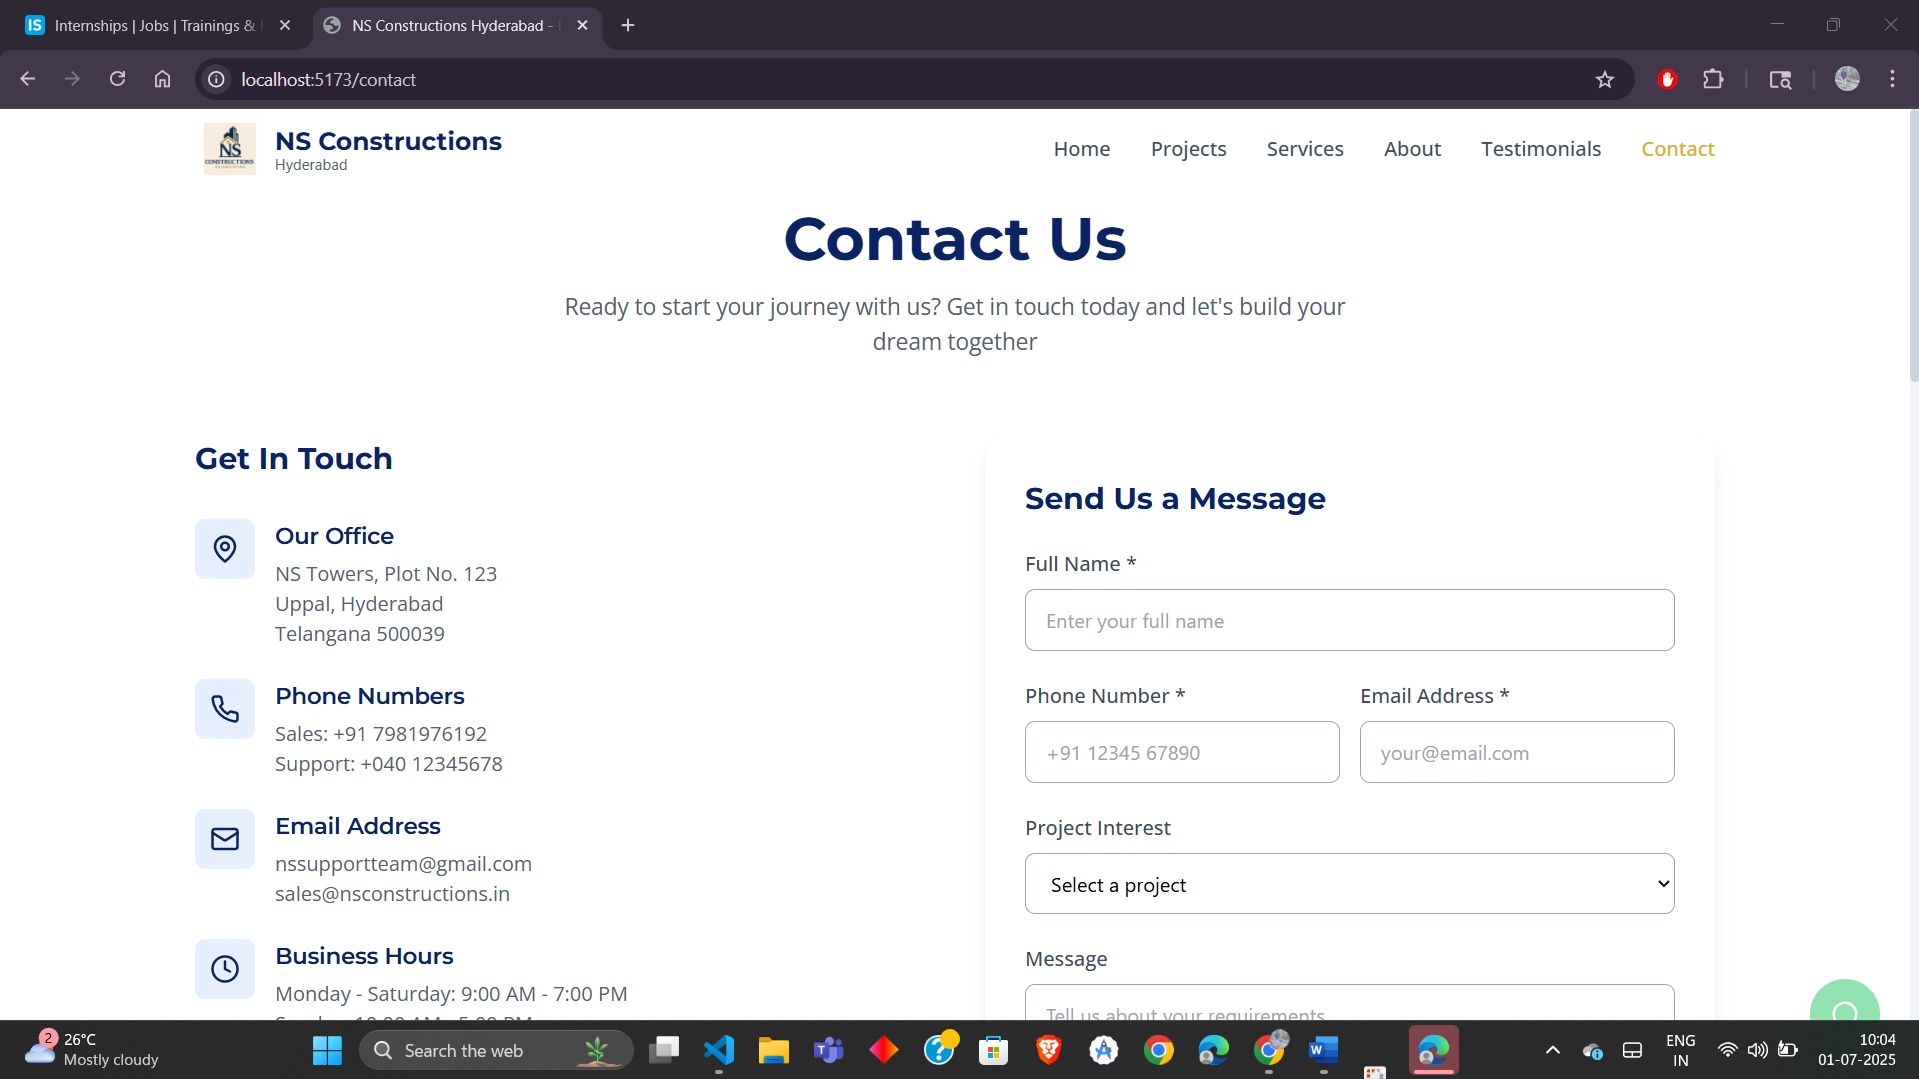 IS Internships | Jobs | Trainings &
NS Constructions Hyderabad -
localhost:5173/contact
NS
CONSTRUCTIONS
NS Constructions
Hyderabad
Home
Projects
Services
About
Testimonials
Contact
Contact Us
Ready to start your journey with us? Get in touch today and let's build your
dream together
Get In Touch
Our Office
NS Towers, Plot No. 123
Uppal, Hyderabad
Telangana 500039
Phone Numbers
Sales: +91 7981976192
Support: +040 12345678
Email Address
nssupportteam@gmail.com
sales@nsconstructions.in
Business Hours
Monday - Saturday: 9:00 AM - 7:00 PM
Send Us a Message
Full Name *
Enter your full name
Phone Number *
Email Address *
+91 12345 67890
your@email.com
Project Interest
Select a project
Message
Tell us about your requirements
2
26°C
Mostly cloudy
Search the web
ENG
IN
10:04
01-07-2025